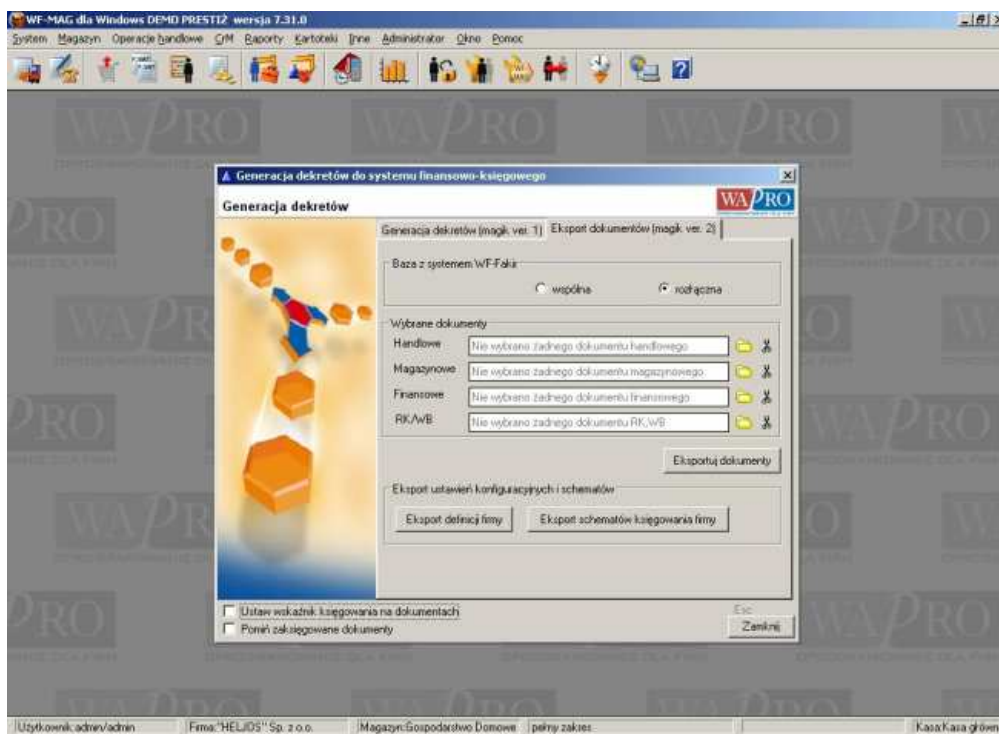 WF-MAG dla Windows DEMO PRESTIŻ wersja 7.31.0
System Magazyn Operacje handlowe CrM Raporty Kartoteki Inne Administrator Okno Pomoc
Generacja dekretów do systemu finansowo-księgowego
Generacja dekretów
WAPRO
Generacja dekretów (magik ver. 1) Eksport dokumentów (magik ver. 2)
Baza z systemem WF-Fakir
wspólna rozłączna
Wybrane dokumenty
Handlowe Nie wybrano żadnego dokumentu handlowego
Magazynowe Nie wybrano żadnego dokumentu magazynowego
Finansowe Nie wybrano żadnego dokumentu finansowego
RK/WB Nie wybrano żadnego dokumentu RK/WB
Eksportuj dokumenty
Eksport ustawień konfiguracyjnych i schematów
Eksport definicji firmy Eksport schematów księgowania firmy
Ustaw wskaźnik księgowania na dokumentach
Pomiń zaksięgowane dokumenty
Esc
Zamknij
Użytkownik:admin/admin Firma:"HELIOS" Sp. z o.o. Magazyn:Gospodarstwo Domowe pełny zakres Kasa:Kasa główn